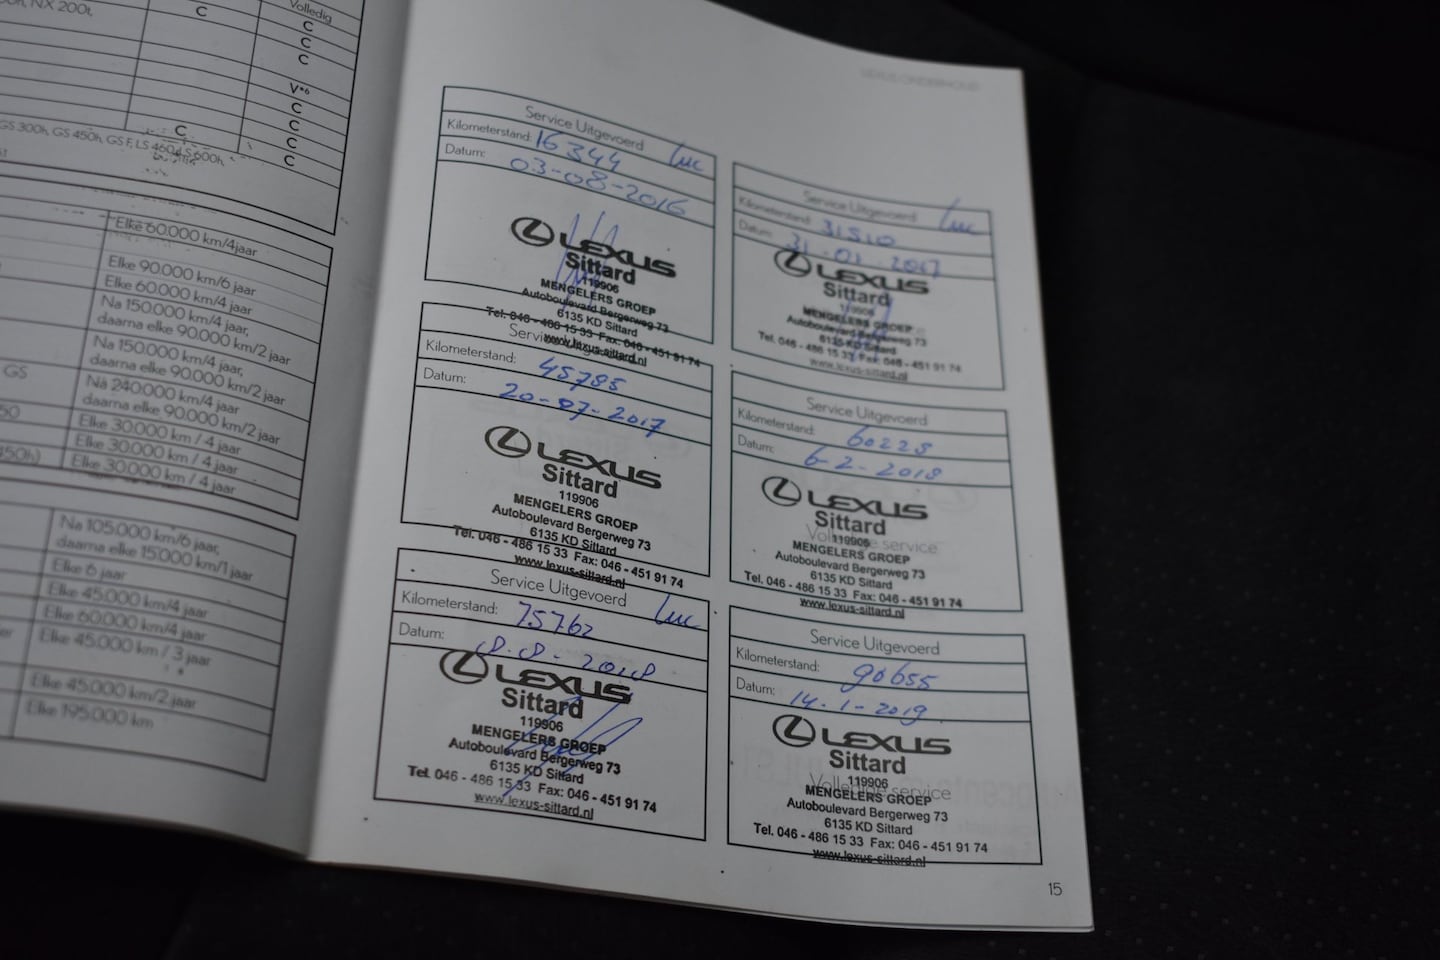 0h, NX 200t,
C
Volledig
C
C
C
V*6
C
C
C
C
C
GS 300h, GS 450h, GS F, LS 460, LS 600h,
Elke 60.000 km/4jaar
Elke 90.000 km/6 jaar
Elke 60.000 km/4 jaar
Na 150.000 km/4 jaar,
daarna elke 90.000 km/2 jaar
Na 150.000 km/4 jaar,
daarna elke 90.000 km/2 jaar
GS
Na 240.000 km/4 jaar
daarna elke 90.000 km/2 jaar
Elke 30.000 km / 4 jaar
Elke 30.000 km / 4 jaar
450h)
Elke 30.000 km / 4 jaar
Na 105.000 km/6 jaar,
daarna elke 15.000 km/1 jaar
Elke 6 jaar
Elke 45.000 km/4 jaar
Elke 60.000 km/4 jaar
Elke 45.000 km / 3 jaar
Elke 45.000 km/2 jaar
Elke 195.000 km
LEXUS ONDERHOUD
Service Uitgevoerd
Kilometerstand: 16344
Datum: 03-08-2016
LEXUS
Sittard
119906
MENGELERS GROEP
Autoboulevard Bergerweg 73
6135 KD Sittard
Tel. 046 - 486 15 33 Fax: 046 - 451 91 74
www.lexus-sittard.nl
Service Uitgevoerd
Kilometerstand: 31510
Datum: 31-01-2017
LEXUS
Sittard
119906
MENGELERS GROEP
Autoboulevard Bergerweg 73
6135 KD Sittard
Tel. 046 - 486 15 33 Fax: 046 - 451 91 74
www.lexus-sittard.nl
Service Uitgevoerd
Kilometerstand: 45785
Datum: 20-07-2017
LEXUS
Sittard
119906
MENGELERS GROEP
Autoboulevard Bergerweg 73
6135 KD Sittard
Tel. 046 - 486 15 33 Fax: 046 - 451 91 74
www.lexus-sittard.nl
Service Uitgevoerd
Kilometerstand: 60225
Datum: 6-2-2018
LEXUS
Sittard
119906
MENGELERS GROEP
Autoboulevard Bergerweg 73
6135 KD Sittard
Tel. 046 - 486 15 33 Fax: 046 - 451 91 74
www.lexus-sittard.nl
Service Uitgevoerd
Kilometerstand: 75762
Datum: 8.8.2018
LEXUS
Sittard
119906
MENGELERS GROEP
Autoboulevard Bergerweg 73
6135 KD Sittard
Tel. 046 - 486 15 33 Fax: 046 - 451 91 74
www.lexus-sittard.nl
Service Uitgevoerd
Kilometerstand: 90655
Datum: 14-1-2019
LEXUS
Sittard
119906
MENGELERS GROEP
Autoboulevard Bergerweg 73
6135 KD Sittard
Tel. 046 - 486 15 33 Fax: 046 - 451 91 74
www.lexus-sittard.nl
15